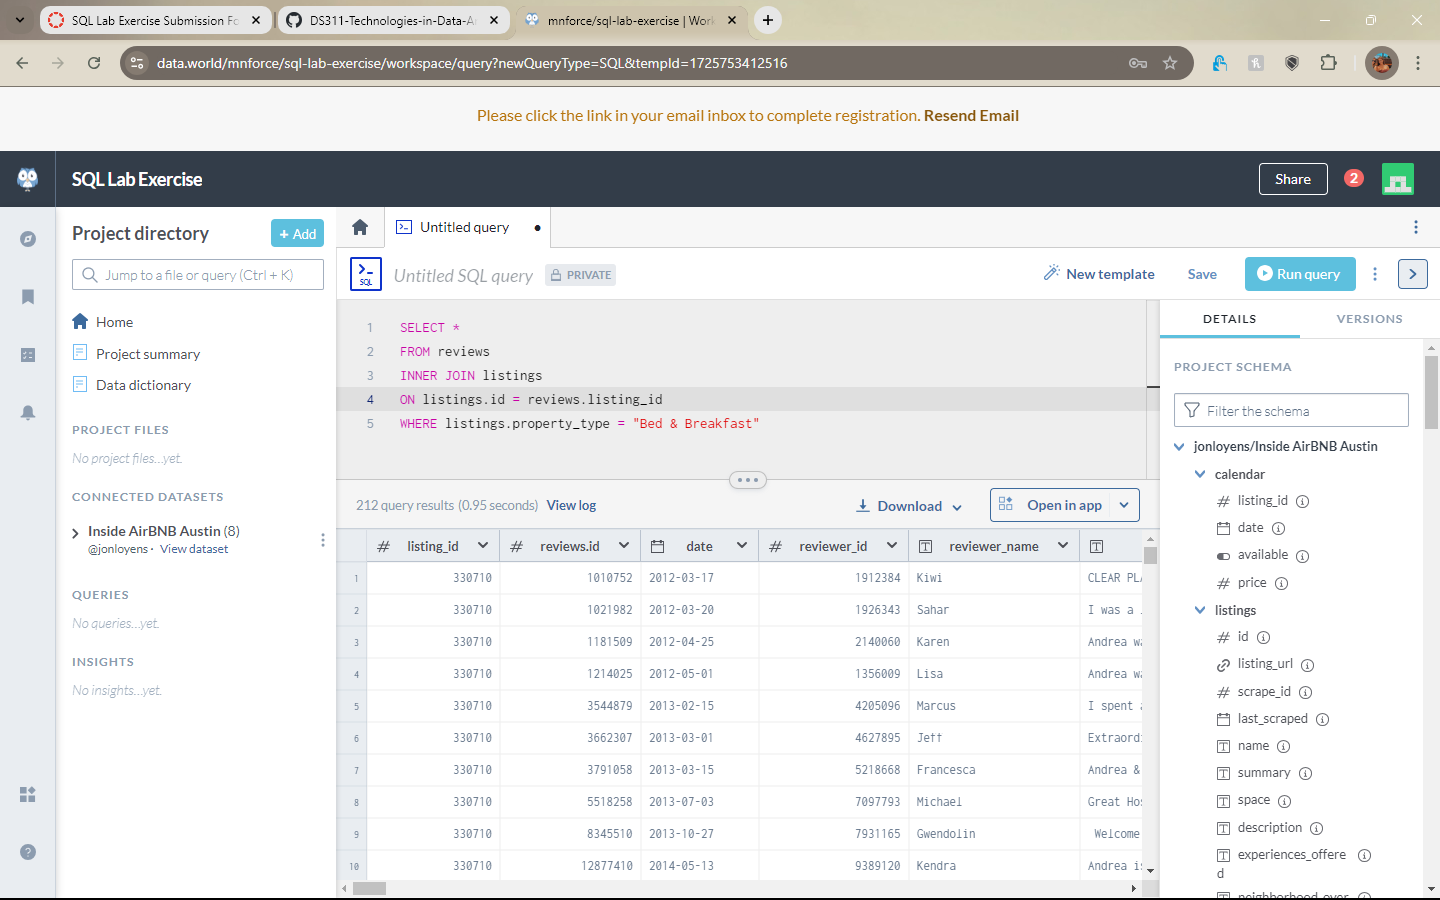 SQL Lab Exercise Submission Fo
DS311-Technologies-in-Data-An
mnforce/sql-lab-exercise | Work
data.world/mnforce/sql-lab-exercise/workspace/query?newQueryType=SQL&tempId=1725753412516
Please click the link in your email inbox to complete registration. Resend Email
SQL Lab Exercise
Share
2
Project directory
+ Add
Jump to a file or query (Ctrl + K)
Home
Project summary
Data dictionary
PROJECT FILES
No project files...yet.
CONNECTED DATASETS
Inside AirBNB Austin (8)
@jonloyens · View dataset
QUERIES
No queries...yet.
INSIGHTS
No insights...yet.
Untitled query
SQL
Untitled SQL query
PRIVATE
New template
Save
Run query
1 SELECT *
2 FROM reviews
3 INNER JOIN listings
4 ON listings.id = reviews.listing_id
5 WHERE listings.property_type = "Bed & Breakfast"
212 query results (0.95 seconds) View log
Download
Open in app
# listing_id # reviews.id date # reviewer_id T reviewer_name T
1 330710 1010752 2012-03-17 1912384 Kiwi CLEAR PLA
2 330710 1021982 2012-03-20 1926343 Sahar I was a
3 330710 1181509 2012-04-25 2140060 Karen Andrea wa
4 330710 1214025 2012-05-01 1356009 Lisa Andrea wa
5 330710 3544879 2013-02-15 4205096 Marcus I spent a
6 330710 3662307 2013-03-01 4627895 Jeff Extraordi
7 330710 3791058 2013-03-15 5218668 Francesca Andrea &
8 330710 5518258 2013-07-03 7097793 Michael Great Hos
9 330710 8345510 2013-10-27 7931165 Gwendolin Welcome
10 330710 12877410 2014-05-13 9389120 Kendra Andrea is
DETAILS
VERSIONS
PROJECT SCHEMA
Filter the schema
jonloyens/Inside AirBNB Austin
calendar
# listing_id
date
available
# price
listings
# id
listing_url
# scrape_id
last_scraped
T name
T summary
T space
T description
T experiences_offere
d
T neighborhood_over